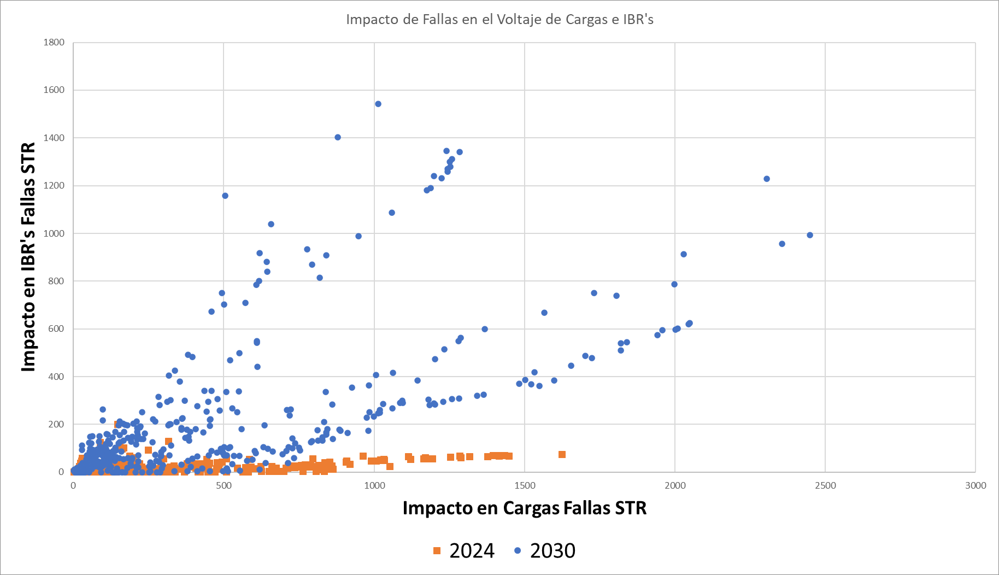 Impacto de Fallas en el Voltaje de Cargas e IBR's
1800
1600
1400
1200
1000
800
600
400
200
0
Impacto en IBR's Fallas STR
0 500 1000 1500 2000 2500 3000
Impacto en Cargas Fallas STR
2024 2030